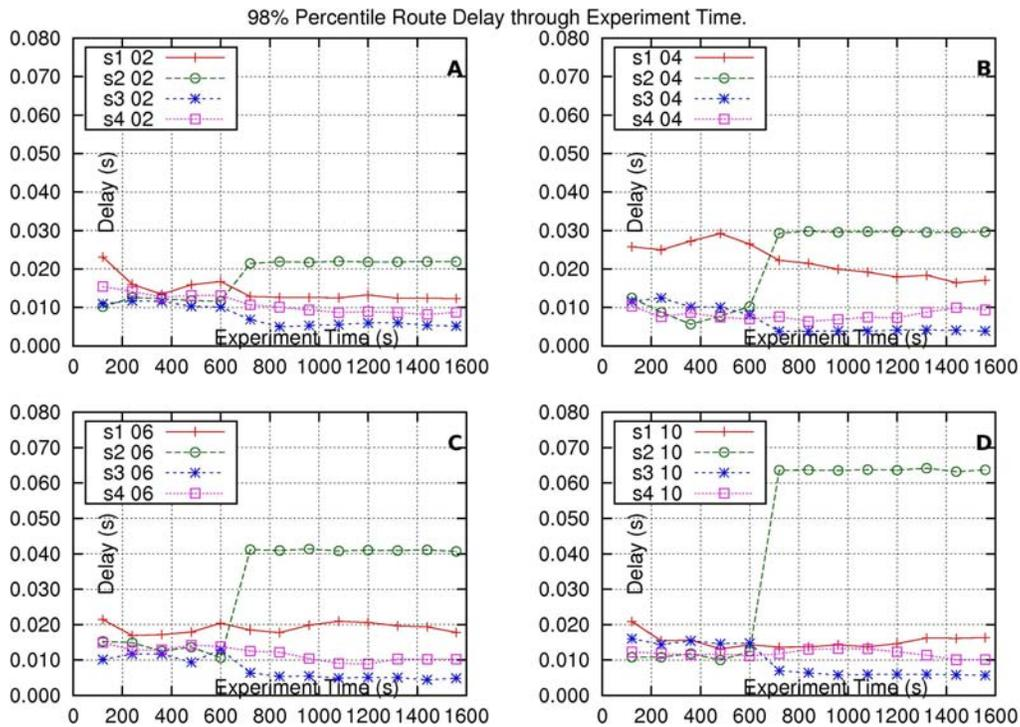 98% Percentile Route Delay through Experiment Time.
0.080
0.070
0.060
0.050
0.040
0.030
0.020
0.010
0.000
Delay (s)
s1 02
s2 02
s3 02
s4 02
A
Experiment Time (s)
0 200 400 600 800 1000 1200 1400 1600
0.080
0.070
0.060
0.050
0.040
0.030
0.020
0.010
0.000
Delay (s)
s1 04
s2 04
s3 04
s4 04
B
Experiment Time (s)
0 200 400 600 800 1000 1200 1400 1600
0.080
0.070
0.060
0.050
0.040
0.030
0.020
0.010
0.000
Delay (s)
s1 06
s2 06
s3 06
s4 06
C
Experiment Time (s)
0 200 400 600 800 1000 1200 1400 1600
0.080
0.070
0.060
0.050
0.040
0.030
0.020
0.010
0.000
Delay (s)
s1 10
s2 10
s3 10
s4 10
D
Experiment Time (s)
0 200 400 600 800 1000 1200 1400 1600